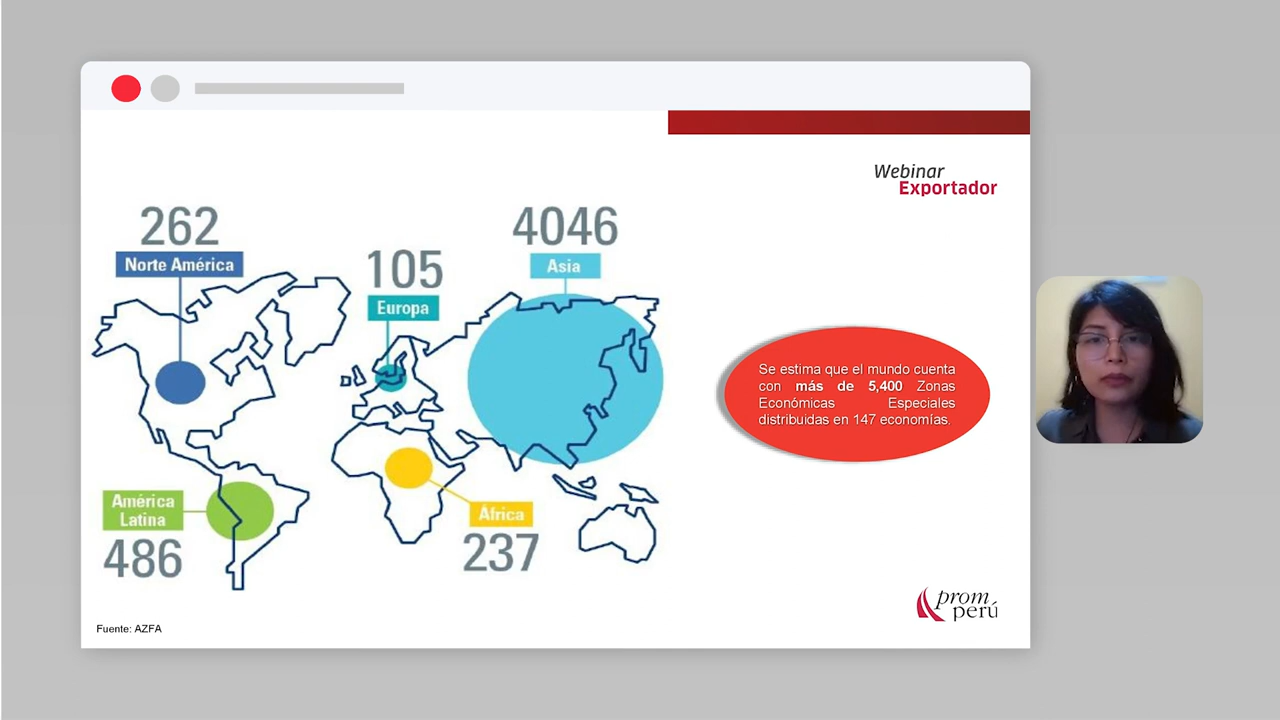 Webinar
Exportador
262
Norte América
105
Europa
4046
Asia
Se estima que el mundo cuenta
con más de 5,400 Zonas
Económicas Especiales
distribuidas en 147 economías.
América
Latina
486
África
237
prom
perú
Fuente: AZFA